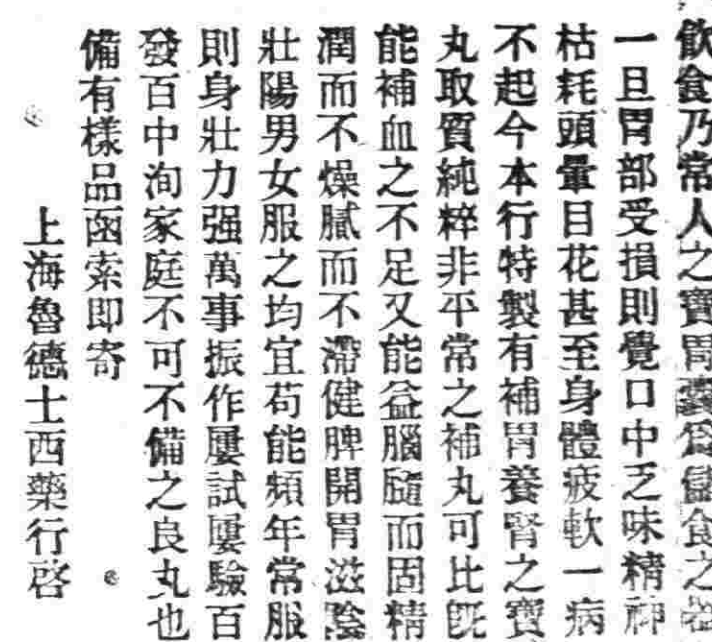 飲食乃常人之寶胃囊爲儲食之
一旦胃部受損則覺口中乏味精神
枯耗頭暈目花甚至身體疲軟一病
不起今本行特製有補胃養腎之寶
丸取質純粹非平常之補丸可比既
能補血之不足又能益腦隨而固精
潤而不燥膩而不滯健脾開胃滋陰
壯陽男女服之均宜苟能頻年常服
則身壯力强萬事振作屢試屢驗百
發百中洵家庭不可不備之良丸也
備有樣品函索即寄
上海魯德士西藥行啓